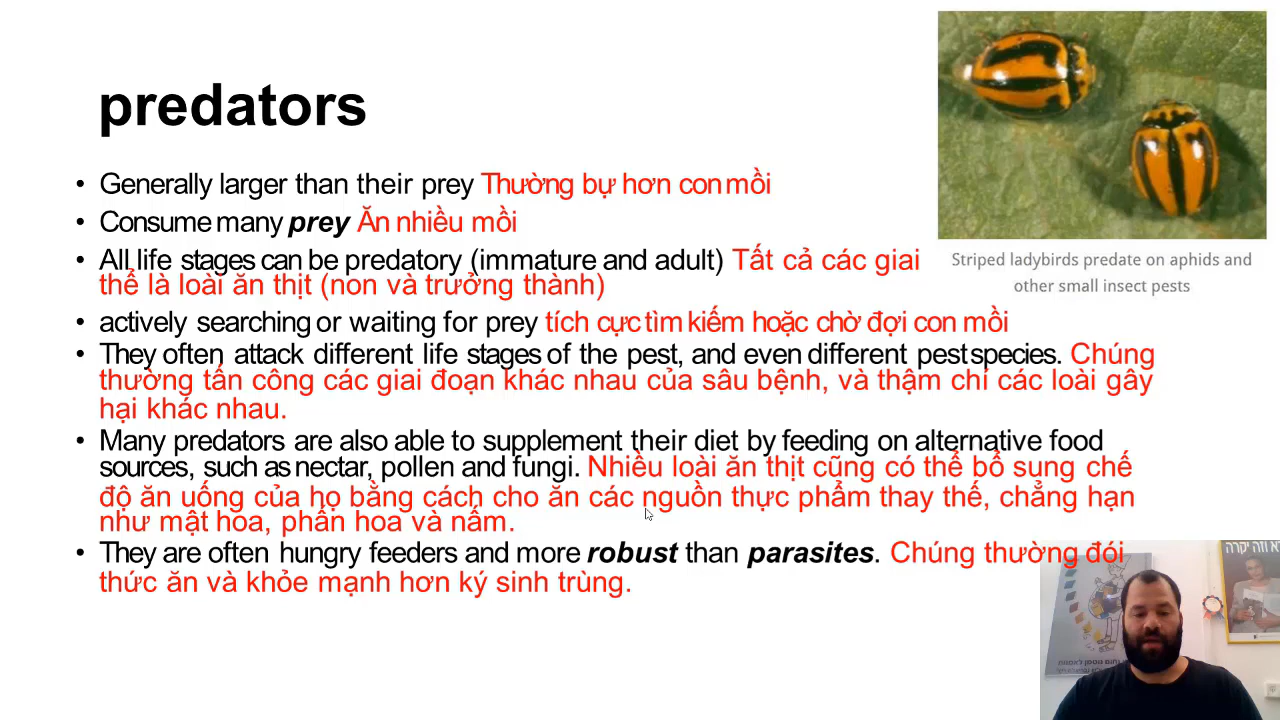 predators
• Generally larger than their prey Thường bự hơn con mồi
• Consume many prey Ăn nhiều mồi
• All life stages can be predatory (immature and adult) Tất cả các giai
thể là loài ăn thịt (non và trưởng thành)
Striped ladybirds predate on aphids and
other small insect pests
• actively searching or waiting for prey tích cực tìm kiếm hoặc chờ đợi con mồi
• They often attack different life stages of the pest, and even different pest species. Chúng
thường tấn công các giai đoạn khác nhau của sâu bệnh, và thậm chí các loài gây
hại khác nhau.
• Many predators are also able to supplement their diet by feeding on alternative food
sources, such as nectar, pollen and fungi. Nhiều loài ăn thịt cũng có thể bổ sung chế
độ ăn uống của họ bằng cách cho ăn các nguồn thực phẩm thay thế, chẳng hạn
như mật hoa, phấn hoa và nấm.
• They are often hungry feeders and more robust than parasites. Chúng thường đói
thức ăn và khỏe mạnh hơn ký sinh trùng.